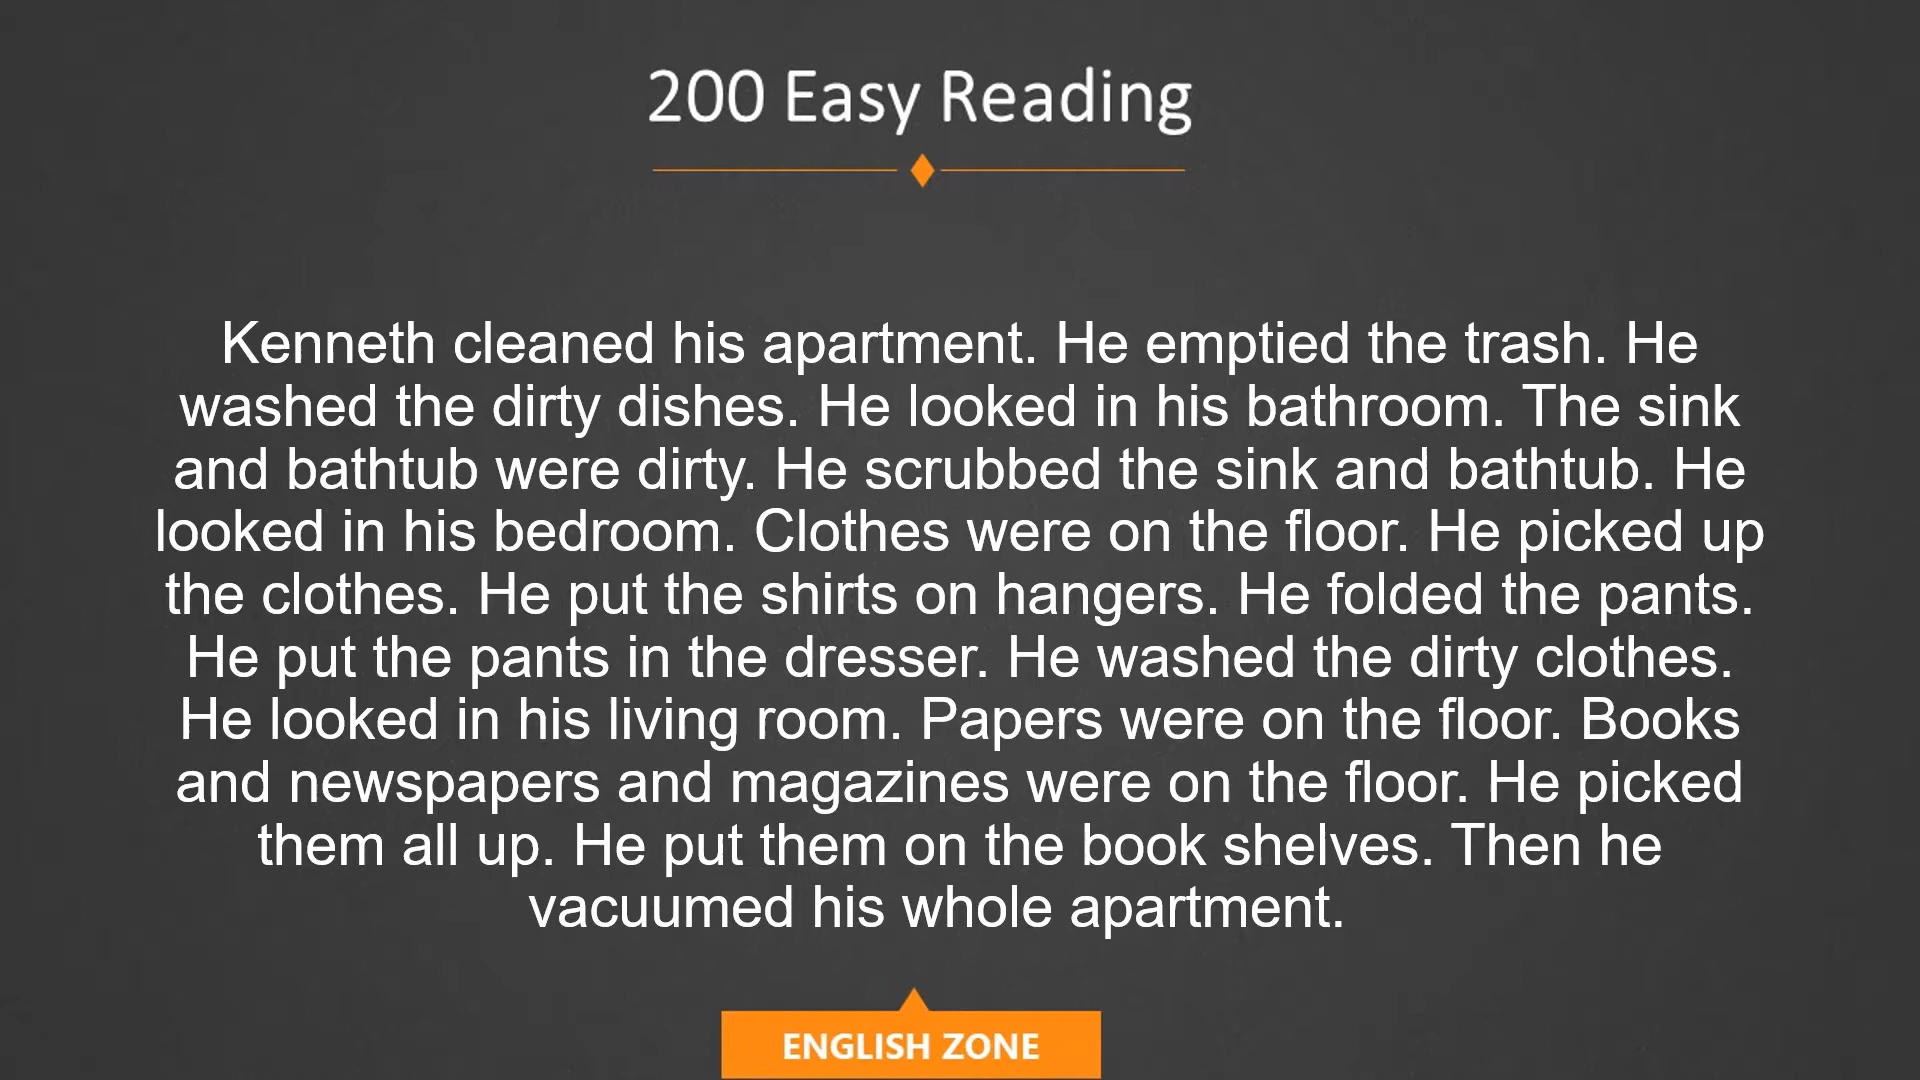 200 Easy Reading
Kenneth cleaned his apartment. He emptied the trash. He
washed the dirty dishes. He looked in his bathroom. The sink
and bathtub were dirty. He scrubbed the sink and bathtub. He
looked in his bedroom. Clothes were on the floor. He picked up
the clothes. He put the shirts on hangers. He folded the pants.
He put the pants in the dresser. He washed the dirty clothes.
He looked in his living room. Papers were on the floor. Books
and newspapers and magazines were on the floor. He picked
them all up. He put them on the book shelves. Then he
vacuumed his whole apartment.
ENGLISH ZONE